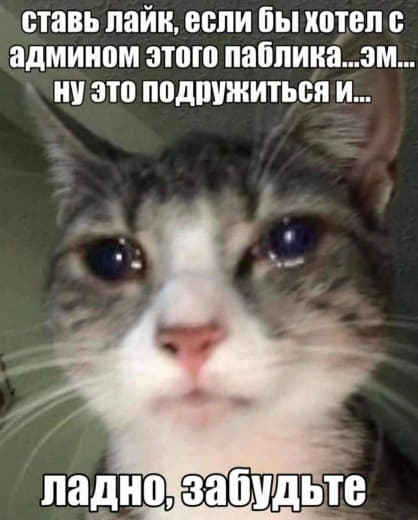 ставь лайк, если бы хотел с
админом этого паблика...эм...
ну это подружиться и...
ладно, забудьте